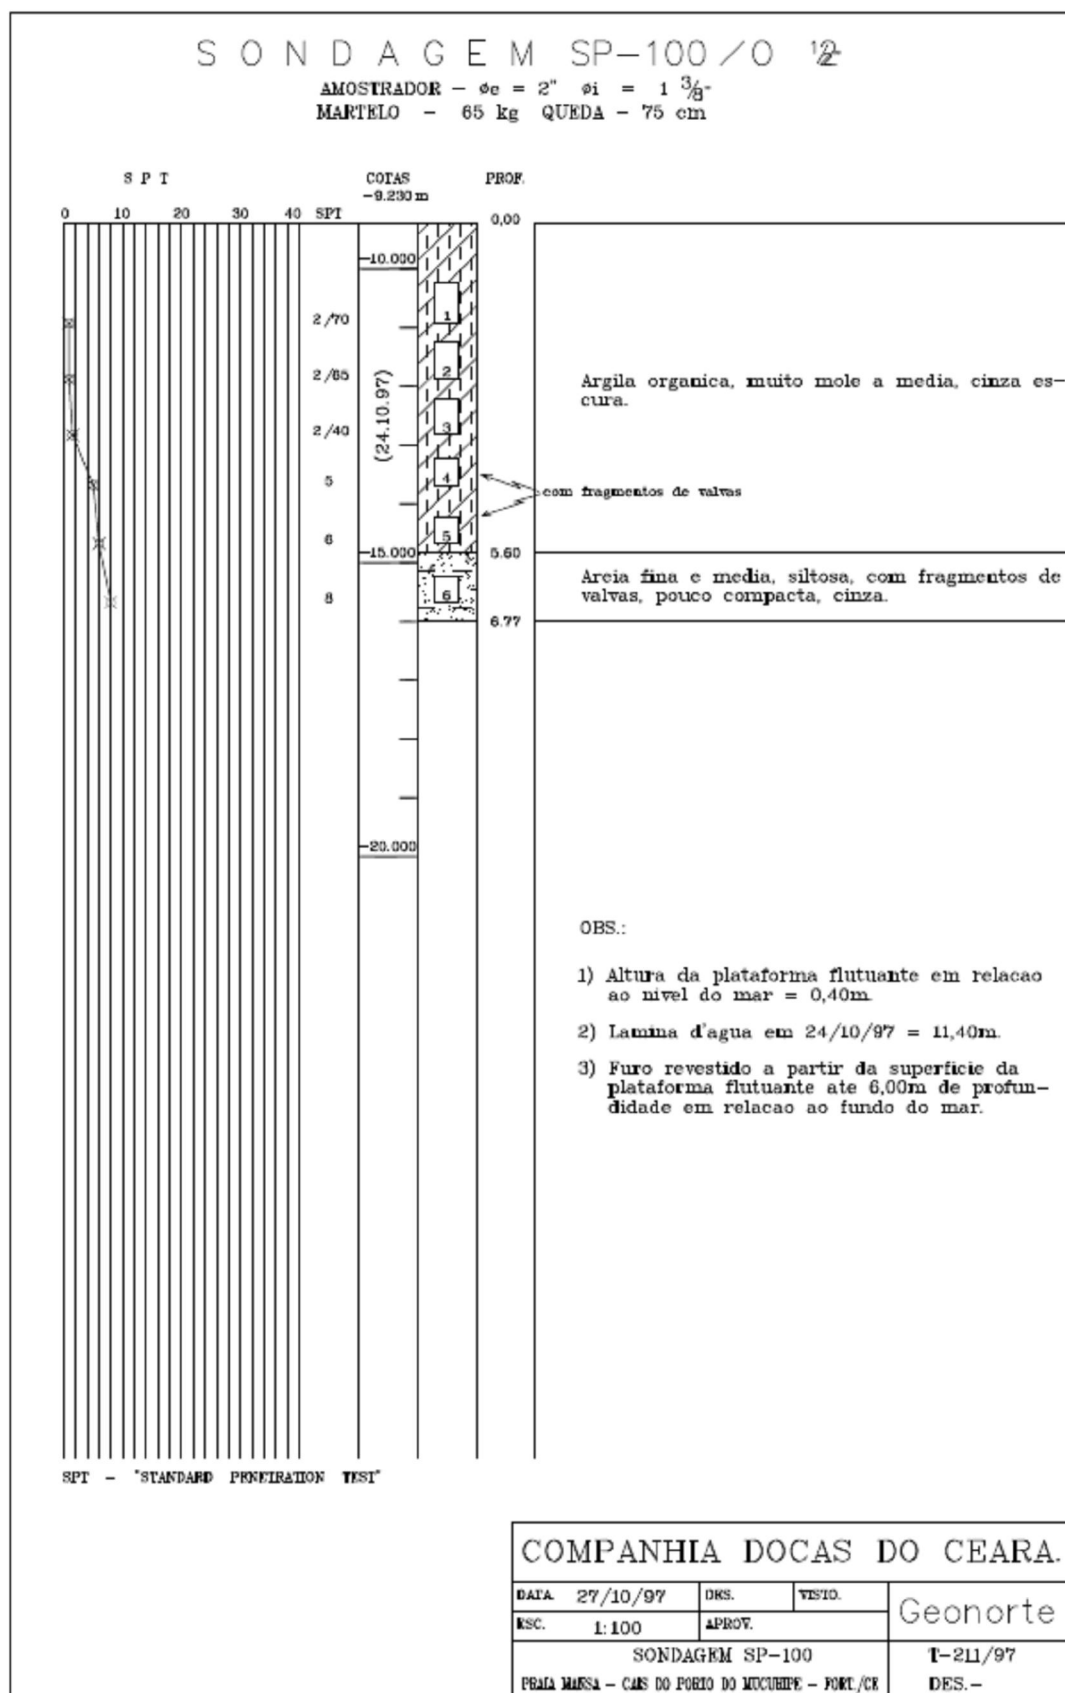 SONDAGEM SP-100/O 1/2
AMOSTRADOR - øe = 2" øi = 1 3/8"
MARTELO - 65 kg QUEDA - 75 cm
SPT COTAS PROF.
-9.230 m
0 10 20 30 40 SPT 0,00
-10.000
1
2/70
2
2/65
Argila organica, muito mole a media, cinza es-
cura.
(24.10.97)
3
2/40
4
5
com fragmentos de valvas
5
6
-15.000 5.60
Areia fina e media, siltosa, com fragmentos de
valvas, pouco compacta, cinza.
6
8
6.77
-20.000
OBS.:
1) Altura da plataforma flutuante em relacao
ao nivel do mar = 0,40m.
2) Lamina d'agua em 24/10/97 = 11,40m.
3) Furo revestido a partir da superficie da
plataforma flutuante ate 6,00m de profun-
didade em relacao ao fundo do mar.
SPT - "STANDARD PENETRATION TEST"
COMPANHIA DOCAS DO CEARA.
DATA. 27/10/97 DES. VISTO. Geonorte
ESC. 1:100 APROV.
SONDAGEM SP-100 T-211/97
PRAIA MANSA - CAIS DO PORTO DO MUCURIPE - FORT./CE DES.-